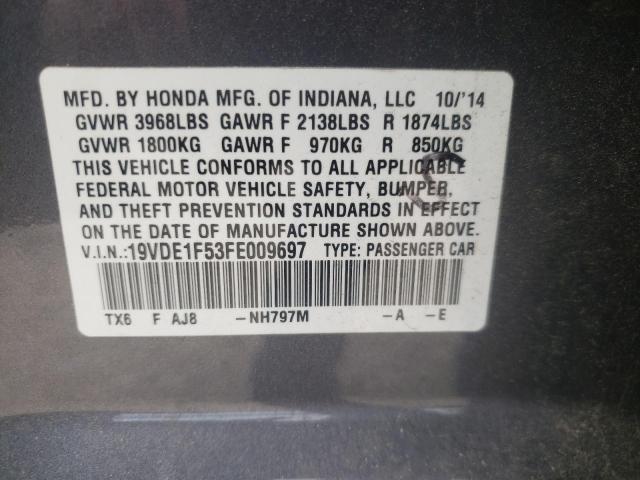 MFD. BY HONDA MFG. OF INDIANA, LLC 10/'14
GVWR 3968LBS GAWR F 2138LBS R 1874LBS
GVWR 1800KG GAWR F 970KG R 850KG
THIS VEHICLE CONFORMS TO ALL APPLICABLE
FEDERAL MOTOR VEHICLE SAFETY, BUMPER,
AND THEFT PREVENTION STANDARDS IN EFFECT
ON THE DATE OF MANUFACTURE SHOWN ABOVE.
V.I.N.:19VDE1F53FE009697 TYPE: PASSENGER CAR
TX6 F AJ8 -NH797M -A -E